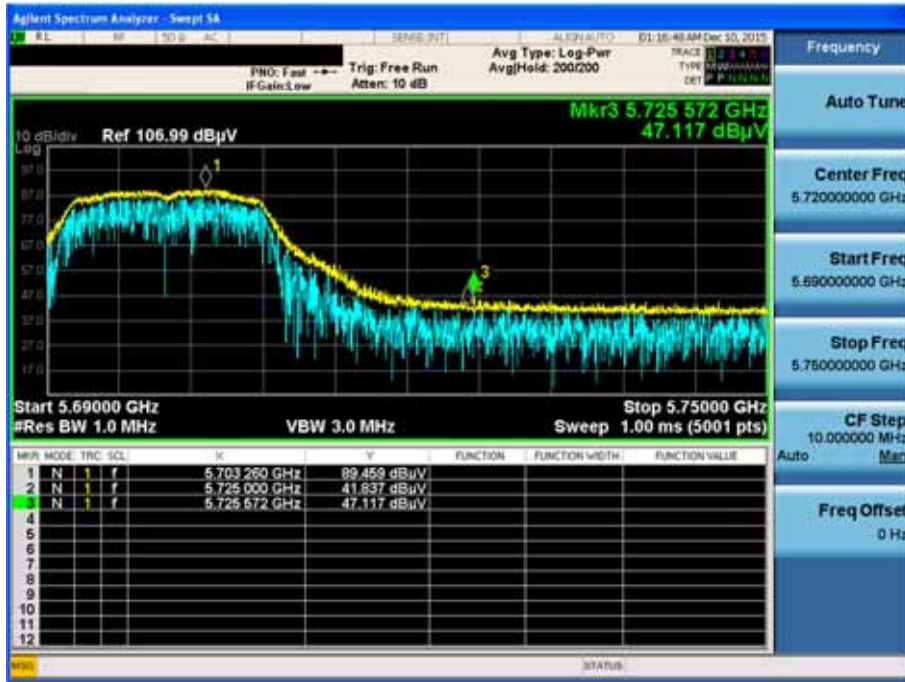 Agilent Spectrum Analyzer - Swept SA
RL RF 50 Ω AC SENSE:INT ALIGN AUTO 01:16:48 AM Dec 10, 2015
PNO: Fast Trig: Free Run Avg Type: Log-Pwr TRACE 1 2 3 4 5 6
IFGain:Low Atten: 10 dB Avg|Hold: 200/200 TYPE
DET P P N N N N
Mkr3 5.725 572 GHz
47.117 dBµV
10 dB/div Ref 106.99 dBµV
Log
97.0
87.0
77.0
67.0
57.0
47.0
37.0
27.0
17.0
1
3
2
Start 5.69000 GHz Stop 5.75000 GHz
#Res BW 1.0 MHz VBW 3.0 MHz Sweep 1.00 ms (5001 pts)
MKR MODE TRC SCL X Y FUNCTION FUNCTION WIDTH FUNCTION VALUE
1 N 1 f 5.703 260 GHz 89.459 dBµV
2 N 1 f 5.725 000 GHz 41.837 dBµV
3 N 1 f 5.725 572 GHz 47.117 dBµV
4
5
6
7
8
9
10
11
12
MSG STATUS
Frequency
Auto Tune
Center Freq
5.720000000 GHz
Start Freq
5.690000000 GHz
Stop Freq
5.750000000 GHz
CF Step
10.000000 MHz
Auto Man
Freq Offset
0 Hz